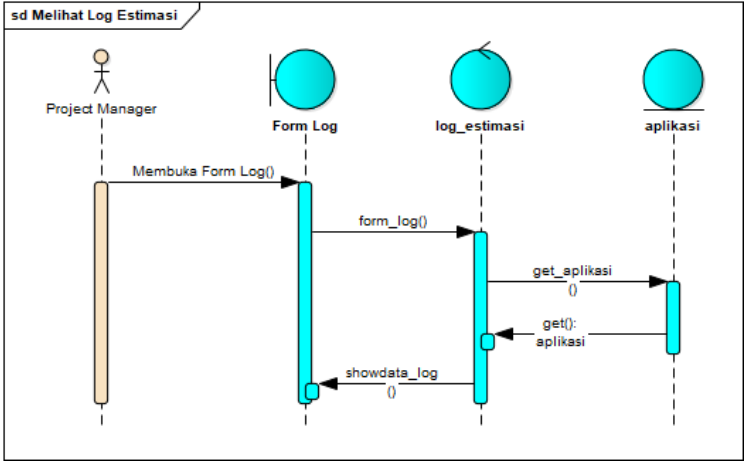 sd Melihat Log Estimasi
Project Manager
Form Log
log_estimasi
aplikasi
Membuka Form Log()
form_log()
get_aplikasi
()
get():
aplikasi
showdata_log
()